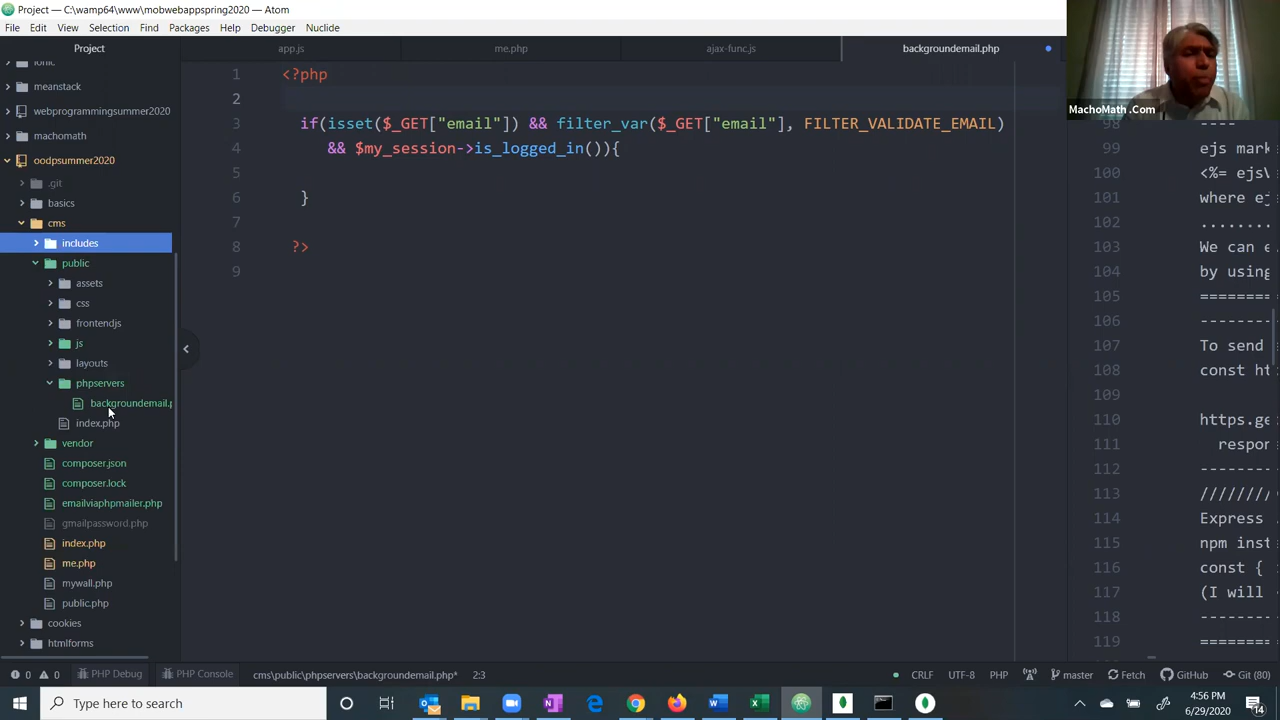 Project — C:\wamp64\www\mobwebappspring2020 — Atom
File Edit View Selection Find Packages Help Debugger Nuclide
Project
app.js
me.php
ajax-func.js
backgroundemail.php
MachoMath .Com
ionic
meanstack
webprogrammingsummer2020
machomath
oodpsummer2020
.git
basics
cms
includes
public
assets
css
frontendjs
js
layouts
phpservers
backgroundemail.p
index.php
vendor
composer.json
composer.lock
emailviaphpmailer.php
gmailpassword.php
index.php
me.php
mywall.php
public.php
cookies
htmlforms
1 <?php
2
3 if(isset($_GET["email"]) && filter_var($_GET["email"], FILTER_VALIDATE_EMAIL)
4 && $my_session->is_logged_in()){
5
6 }
7
8 ?>
9
98 ----
99 ejs mark
100 <%= ejsV
101 where ej
102 ........
103 We can e
104 by using
105 ========
106 --------
107 To send
108 const ht
109
110 https.ge
111 respon
112 --------
113 ////////
114 Express
115 npm inst
116 const {
117 (I will
118 --------
119 ========
0 0 PHP Debug PHP Console cms\public\phpservers\backgroundemail.php* 2:3 CRLF UTF-8 PHP master Fetch GitHub Git (80)
Type here to search
4:56 PM
6/29/2020
14